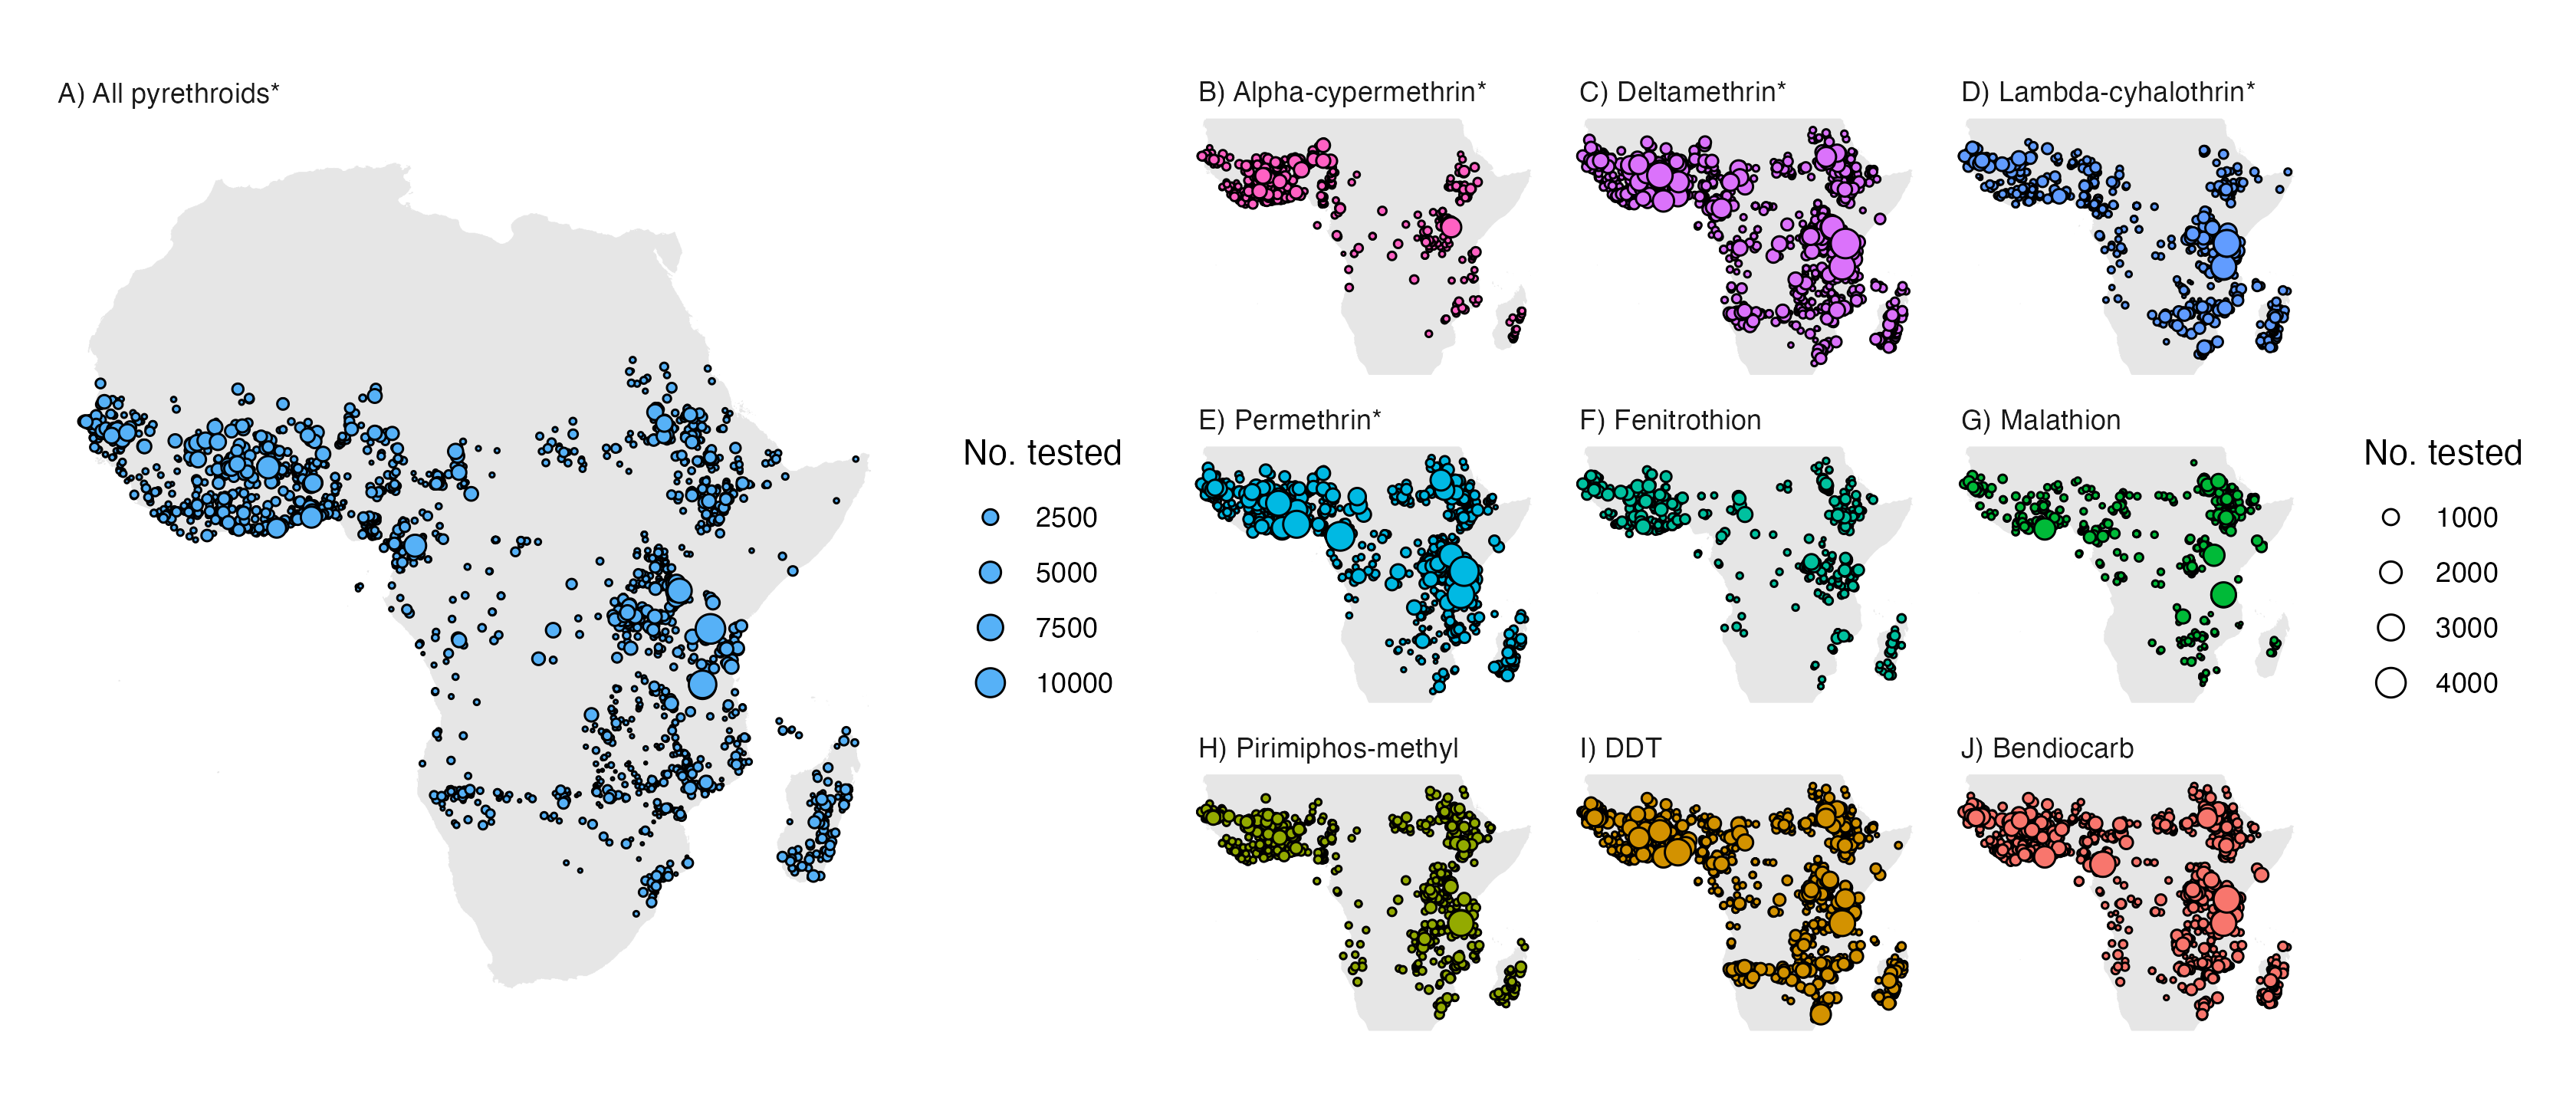 A) All pyrethroids*
No. tested
2500
5000
7500
10000
B) Alpha-cypermethrin*
C) Deltamethrin*
D) Lambda-cyhalothrin*
E) Permethrin*
F) Fenitrothion
G) Malathion
H) Pirimiphos-methyl
I) DDT
J) Bendiocarb
No. tested
1000
2000
3000
4000